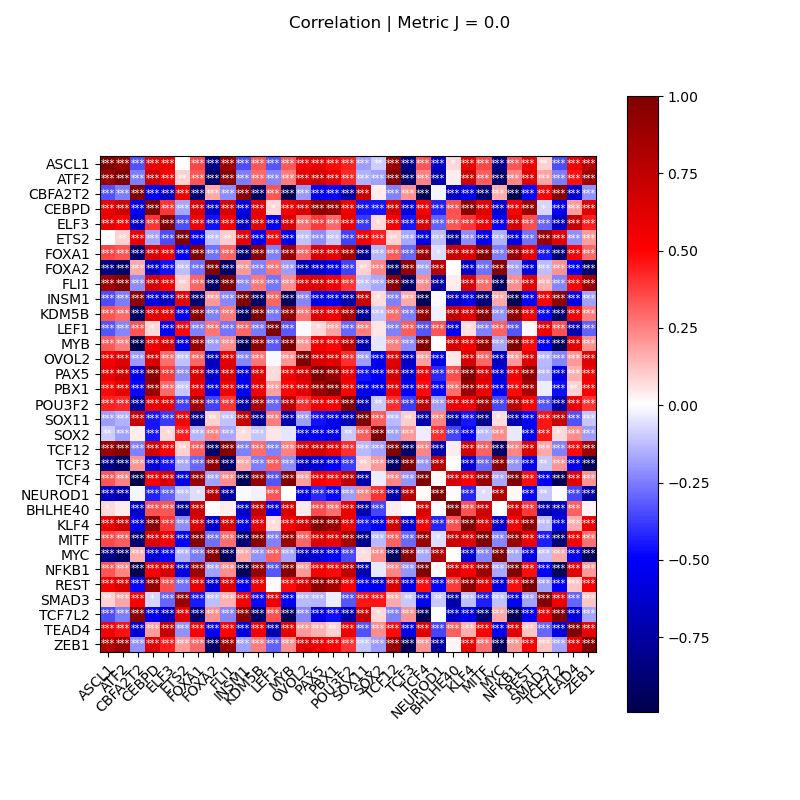 Correlation | Metric J = 0.0
ASCL1
ATF2
CBFA2T2
CEBPD
ELF3
ETS2
FOXA1
FOXA2
FLI1
INSM1
KDM5B
LEF1
MYB
OVOL2
PAX5
PBX1
POU3F2
SOX11
SOX2
TCF12
TCF3
TCF4
NEUROD1
BHLHE40
KLF4
MITF
MYC
NFKB1
REST
SMAD3
TCF7L2
TEAD4
ZEB1
ASCL1
ATF2
CBFA2T2
CEBPD
ELF3
ETS2
FOXA1
FOXA2
FLI1
INSM1
KDM5B
LEF1
MYB
OVOL2
PAX5
PBX1
POU3F2
SOX11
SOX2
TCF12
TCF3
TCF4
NEUROD1
BHLHE40
KLF4
MITF
MYC
NFKB1
REST
SMAD3
TCF7L2
TEAD4
ZEB1
1.00
0.75
0.50
0.25
0.00
−0.25
−0.50
−0.75